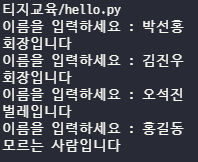 티지교육/hello.py
이름을 입력하세요 : 박선홍
회장입니다
이름을 입력하세요 : 김진우
회장입니다
이름을 입력하세요 : 오석진
벌레입니다
이름을 입력하세요 : 홍길동
모르는 사람입니다